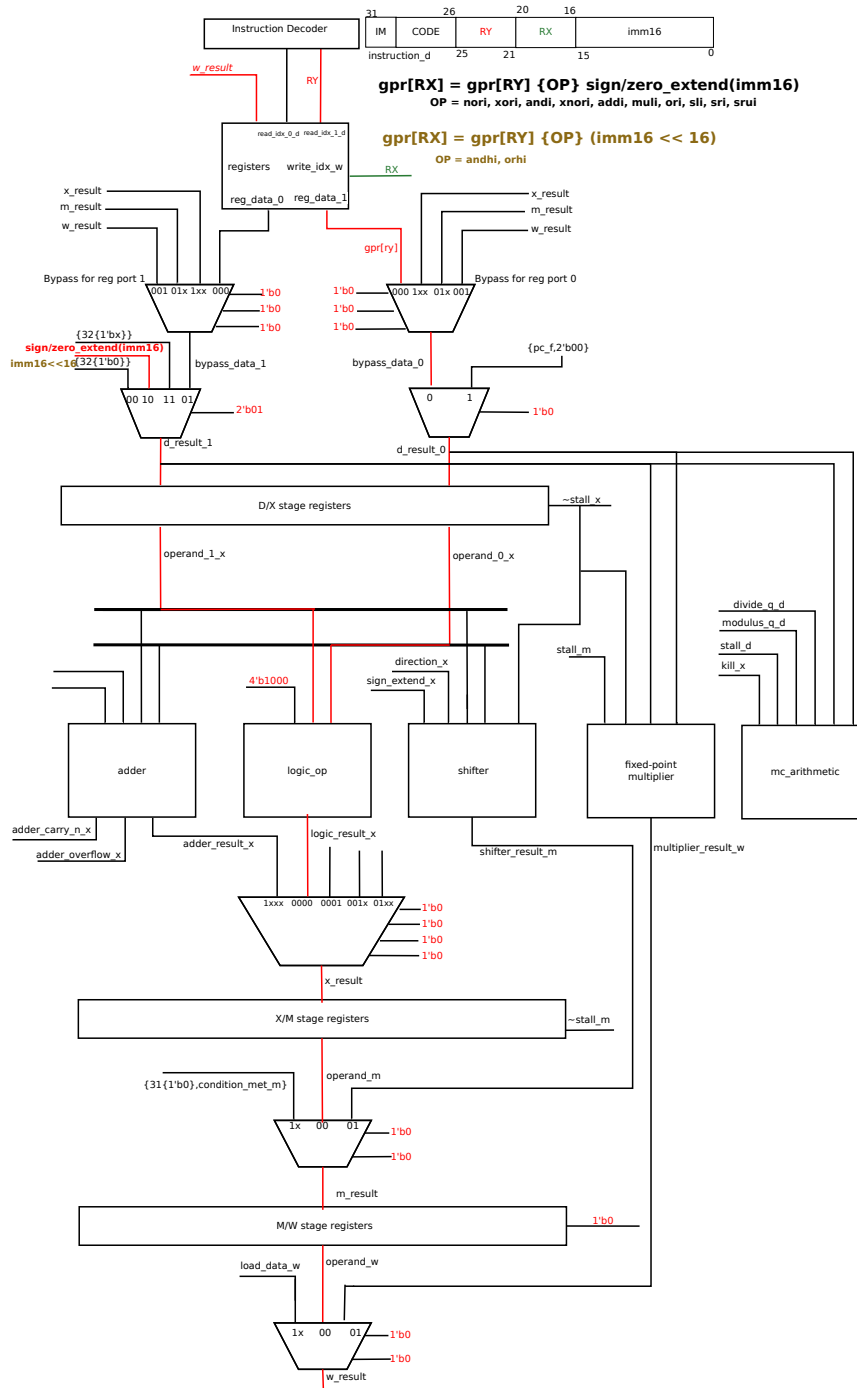 31 26 20 16
Instruction Decoder IM CODE RY RX imm16
instruction_d 25 21 15 0
w_result RY
gpr[RX] = gpr[RY] {OP} sign/zero_extend(imm16)
OP = nori, xori, andi, xnori, addi, muli, ori, sli, sri, srui
read_idx_0_d read_idx_1_d
gpr[RX] = gpr[RY] {OP} (imm16 << 16)
OP = andhi, orhi
registers write_idx_w RX
reg_data_0 reg_data_1
x_result x_result
m_result m_result
w_result w_result
gpr[ry]
Bypass for reg port 1 Bypass for reg port 0
001 01x 1xx 000 1'b0 1'b0 000 1xx 01x 001
1'b0 1'b0
1'b0 1'b0
{32{1'bx}}
sign/zero_extend(imm16) {pc_f,2'b00}
imm16<<16 {32{1'b0}} bypass_data_1 bypass_data_0
00 10 11 01 0 1
2'b01 1'b0
d_result_1 d_result_0
D/X stage registers ~stall_x
operand_1_x operand_0_x
divide_q_d
modulus_q_d
direction_x stall_m stall_d
4'b1000 sign_extend_x kill_x
adder logic_op shifter fixed-point multiplier mc_arithmetic
adder_carry_n_x logic_result_x
adder_overflow_x adder_result_x shifter_result_m multiplier_result_w
1xxx 0000 0001 001x 01xx
1'b0
1'b0
1'b0
1'b0
x_result
X/M stage registers ~stall_m
operand_m
{31{1'b0},condition_met_m}
1x 00 01
1'b0
1'b0
m_result
M/W stage registers 1'b0
operand_w
load_data_w
1x 00 01
1'b0
1'b0
w_result